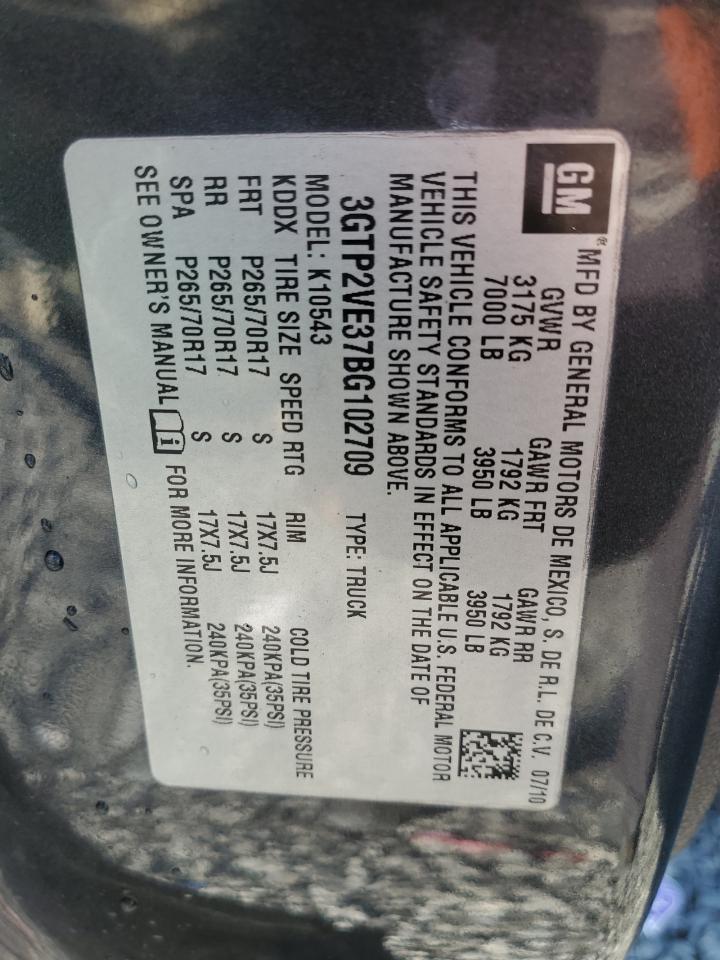 GM ® MFD BY GENERAL MOTORS DE MEXICO, S. DE R.L. DE C.V. 07/10
GVWR GAWR FRT GAWR RR
3175 KG 1792 KG 1792 KG
7000 LB 3950 LB 3950 LB
THIS VEHICLE CONFORMS TO ALL APPLICABLE U.S. FEDERAL MOTOR
VEHICLE SAFETY STANDARDS IN EFFECT ON THE DATE OF
MANUFACTURE SHOWN ABOVE.
3GTP2VE37BG102709 TYPE: TRUCK
MODEL: K10543
KDDX TIRE SIZE SPEED RTG RIM COLD TIRE PRESSURE
FRT P265/70R17 S 17X7.5J 240KPA(35PSI)
RR P265/70R17 S 17X7.5J 240KPA(35PSI)
SPA P265/70R17 S 17X7.5J 240KPA(35PSI)
SEE OWNER'S MANUAL i FOR MORE INFORMATION.